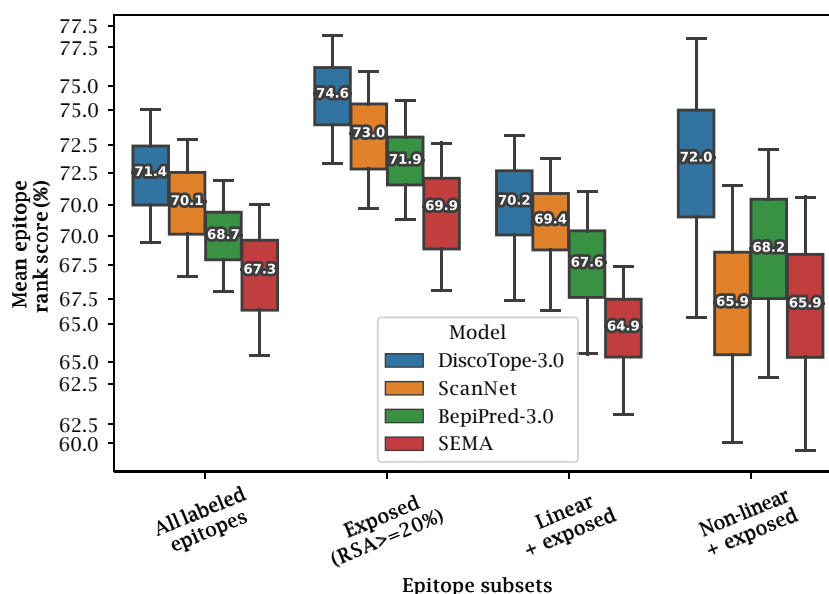 77.5
77.5
75.0
75.0
72.5
72.5
70.0
70.0
67.5
67.5
65.0
65.0
62.5
62.5
60.0
Mean epitope
rank score (%)
71.4
70.1
68.7
67.3
74.6
73.0
71.9
69.9
70.2
69.4
67.6
64.9
72.0
65.9
68.2
65.9
Model
DiscoTope-3.0
ScanNet
BepiPred-3.0
SEMA
All labeled
epitopes
Exposed
(RSA>=20%)
Linear
+ exposed
Non-linear
+ exposed
Epitope subsets